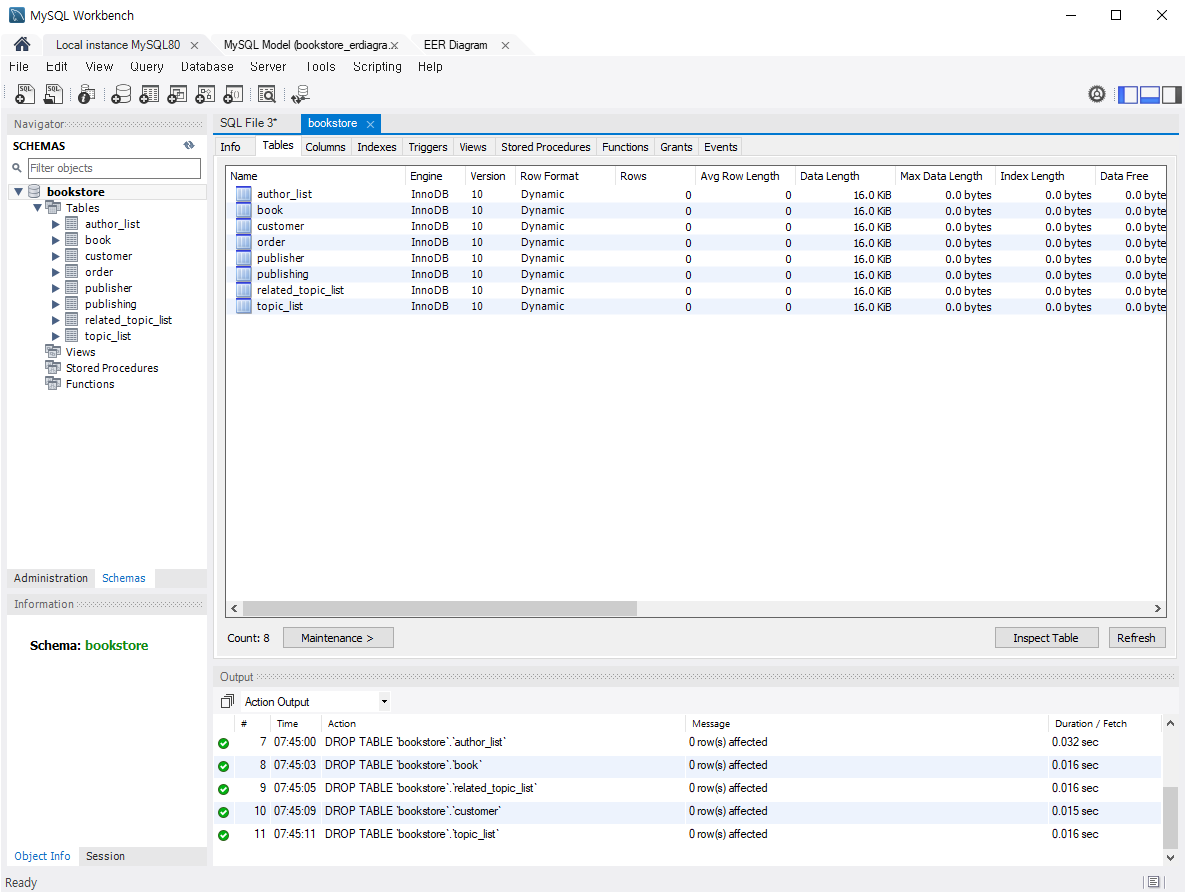 MySQL Workbench
Local instance MySQL80 MySQL Model (bookstore_erdiagra. EER Diagram
File Edit View Query Database Server Tools Scripting Help
Navigator
SCHEMAS
Filter objects
bookstore
Tables
author_list
book
customer
order
publisher
publishing
related_topic_list
topic_list
Views
Stored Procedures
Functions
Administration Schemas
Information
Schema: bookstore
Object Info Session
SQL File 3* bookstore
Info Tables Columns Indexes Triggers Views Stored Procedures Functions Grants Events
Name Engine Version Row Format Rows Avg Row Length Data Length Max Data Length Index Length Data Free
author_list InnoDB 10 Dynamic 0 0 16.0 KiB 0.0 bytes 0.0 bytes 0.0 byte
book InnoDB 10 Dynamic 0 0 16.0 KiB 0.0 bytes 0.0 bytes 0.0 byte
customer InnoDB 10 Dynamic 0 0 16.0 KiB 0.0 bytes 0.0 bytes 0.0 byte
order InnoDB 10 Dynamic 0 0 16.0 KiB 0.0 bytes 0.0 bytes 0.0 byte
publisher InnoDB 10 Dynamic 0 0 16.0 KiB 0.0 bytes 0.0 bytes 0.0 byte
publishing InnoDB 10 Dynamic 0 0 16.0 KiB 0.0 bytes 0.0 bytes 0.0 byte
related_topic_list InnoDB 10 Dynamic 0 0 16.0 KiB 0.0 bytes 0.0 bytes 0.0 byte
topic_list InnoDB 10 Dynamic 0 0 16.0 KiB 0.0 bytes 0.0 bytes 0.0 byte
Count: 8 Maintenance > Inspect Table Refresh
Output
Action Output
# Time Action Message Duration / Fetch
7 07:45:00 DROP TABLE `bookstore`.`author_list` 0 row(s) affected 0.032 sec
8 07:45:03 DROP TABLE `bookstore`.`book` 0 row(s) affected 0.016 sec
9 07:45:05 DROP TABLE `bookstore`.`related_topic_list` 0 row(s) affected 0.016 sec
10 07:45:09 DROP TABLE `bookstore`.`customer` 0 row(s) affected 0.015 sec
11 07:45:11 DROP TABLE `bookstore`.`topic_list` 0 row(s) affected 0.016 sec
Ready